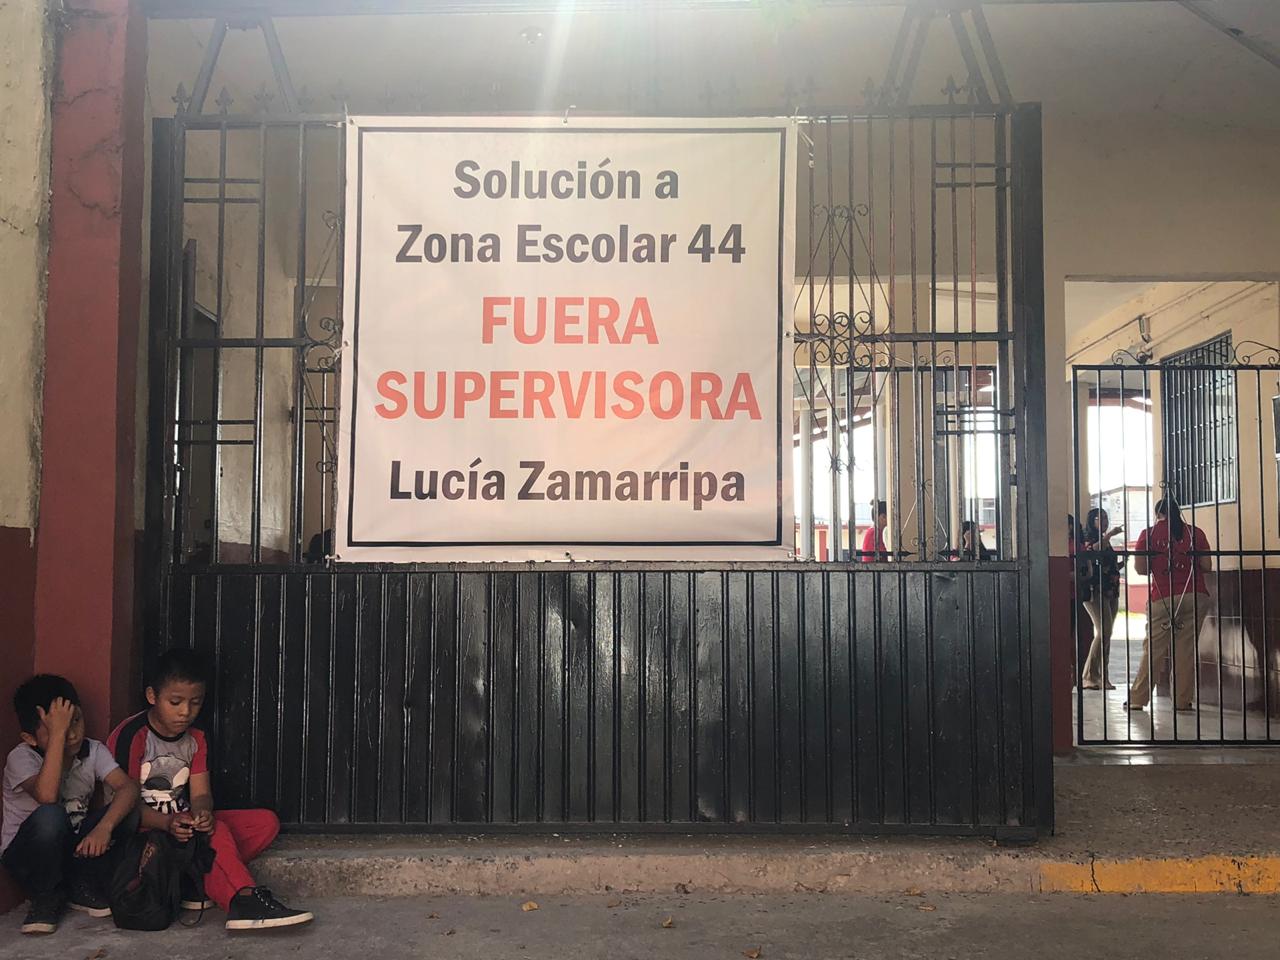 Solución a
Zona Escolar 44
FUERA
SUPERVISORA
Lucía Zamarripa